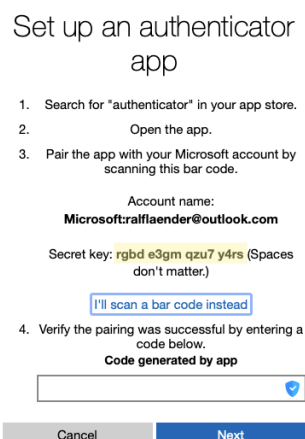 Set up an authenticator
app
1. Search for "authenticator" in your app store.
2. Open the app.
3. Pair the app with your Microsoft account by
scanning this bar code.
Account name:
Microsoft:ralflaender@outlook.com
Secret key: rgbd e3gm qzu7 y4rs (Spaces
don't matter.)
I'll scan a bar code instead
4. Verify the pairing was successful by entering a
code below.
Code generated by app
Cancel Next